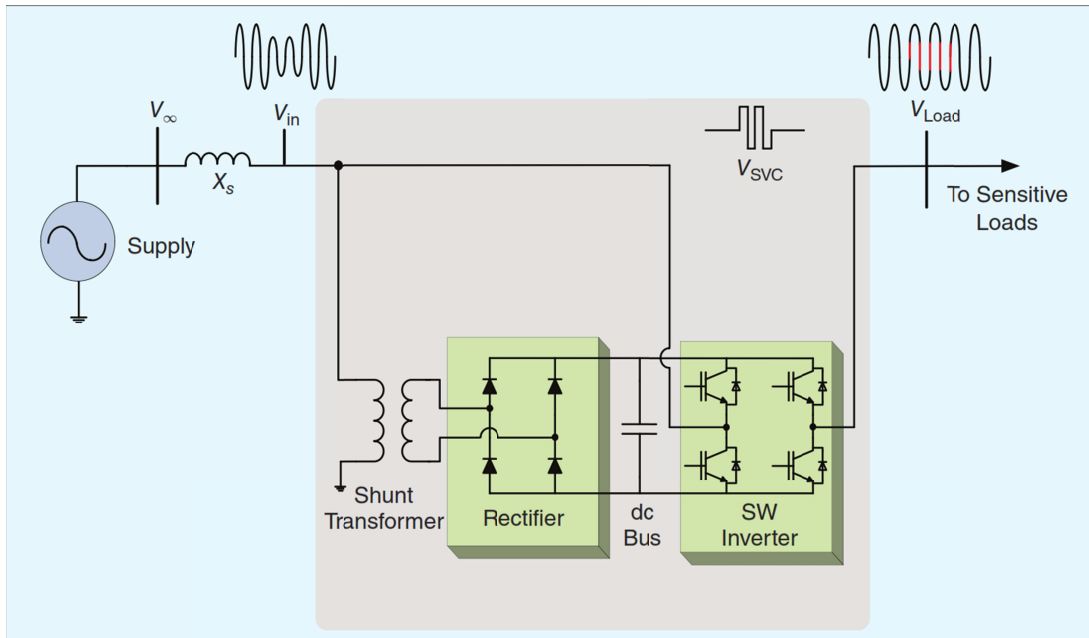 V∞
Xs
Vin
Supply
VSVC
VLoad
To Sensitive
Loads
Shunt
Transformer
Rectifier
dc
Bus
SW
Inverter